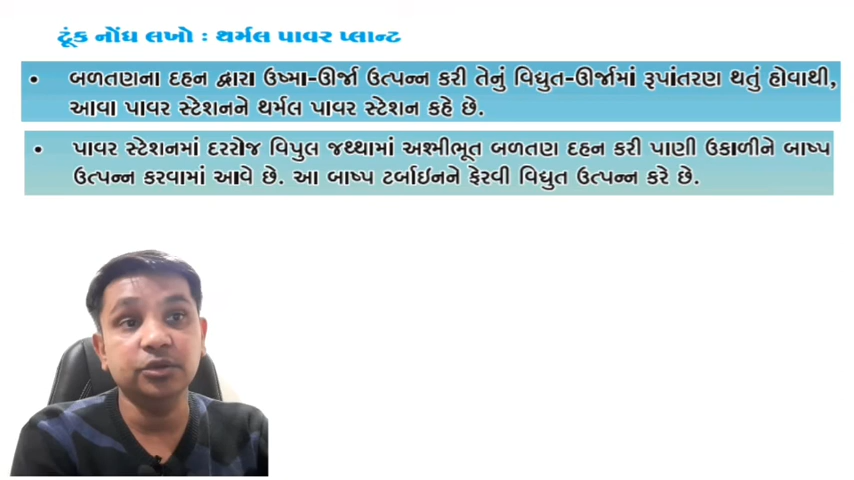 ટૂંક નોંધ લખો : થર્મલ પાવર પ્લાન્ટ
• બળતણના દહન દ્વારા ઉષ્મા-ઊર્જા ઉત્પન્ન કરી તેનું વિદ્યુત-ઊર્જામાં રૂપાંતરણ થતું હોવાથી,
આવા પાવર સ્ટેશનને થર્મલ પાવર સ્ટેશન કહે છે.
• પાવર સ્ટેશનમાં દરરોજ વિપુલ જથ્થામાં અશ્મીભૂત બળતણ દહન કરી પાણી ઉકાળીને બાષ્પ
ઉત્પન્ન કરવામાં આવે છે. આ બાષ્પ ટર્બાઇનને ફેરવી વિદ્યુત ઉત્પન્ન કરે છે.